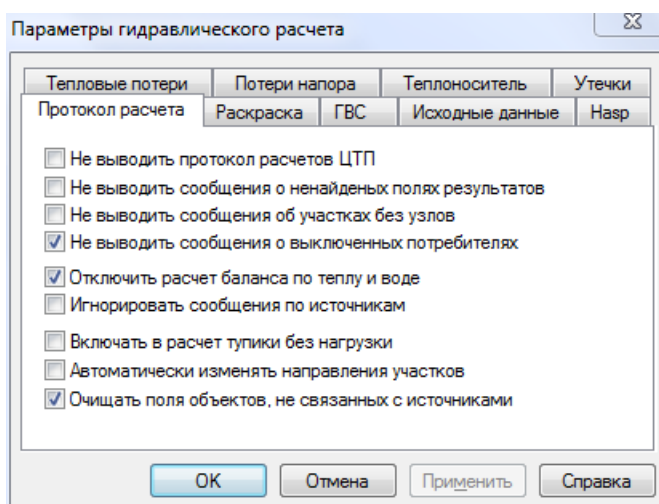 Параметры гидравлического расчета
Тепловые потери Потери напора Теплоноситель Утечки
Протокол расчета Раскраска ГВС Исходные данные Hasp
Не выводить протокол расчетов ЦТП
Не выводить сообщения о ненайденых полях результатов
Не выводить сообщения об участках без узлов
Не выводить сообщения о выключенных потребителях
Отключить расчет баланса по теплу и воде
Игнорировать сообщения по источникам
Включать в расчет тупики без нагрузки
Автоматически изменять направления участков
Очищать поля объектов, не связанных с источниками
OK Отмена Применить Справка